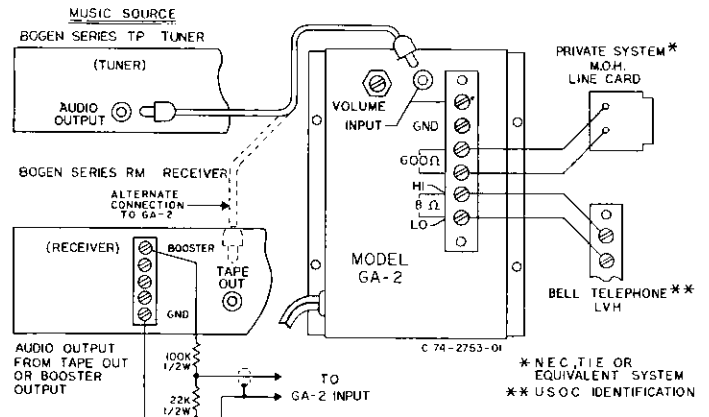 MUSIC SOURCE
BOGEN SERIES TP TUNER
(TUNER)
AUDIO
OUTPUT
BOGEN SERIES RM RECEIVER
ALTERNATE
CONNECTION
TO GA-2
(RECEIVER)
BOOSTER
TAPE
OUT
GND
AUDIO OUTPUT
FROM TAPE OUT
OR BOOSTER
OUTPUT
100K
1/2W
22K
1/2W
TO
GA-2 INPUT
VOLUME
INPUT
GND
600Ω
HI
8 Ω
LO
MODEL
GA-2
C 74-2753-01
PRIVATE SYSTEM*
M.O.H.
LINE CARD
BELL TELEPHONE**
LVH
* NEC, TIE OR
EQUIVALENT SYSTEM
** USOC IDENTIFICATION